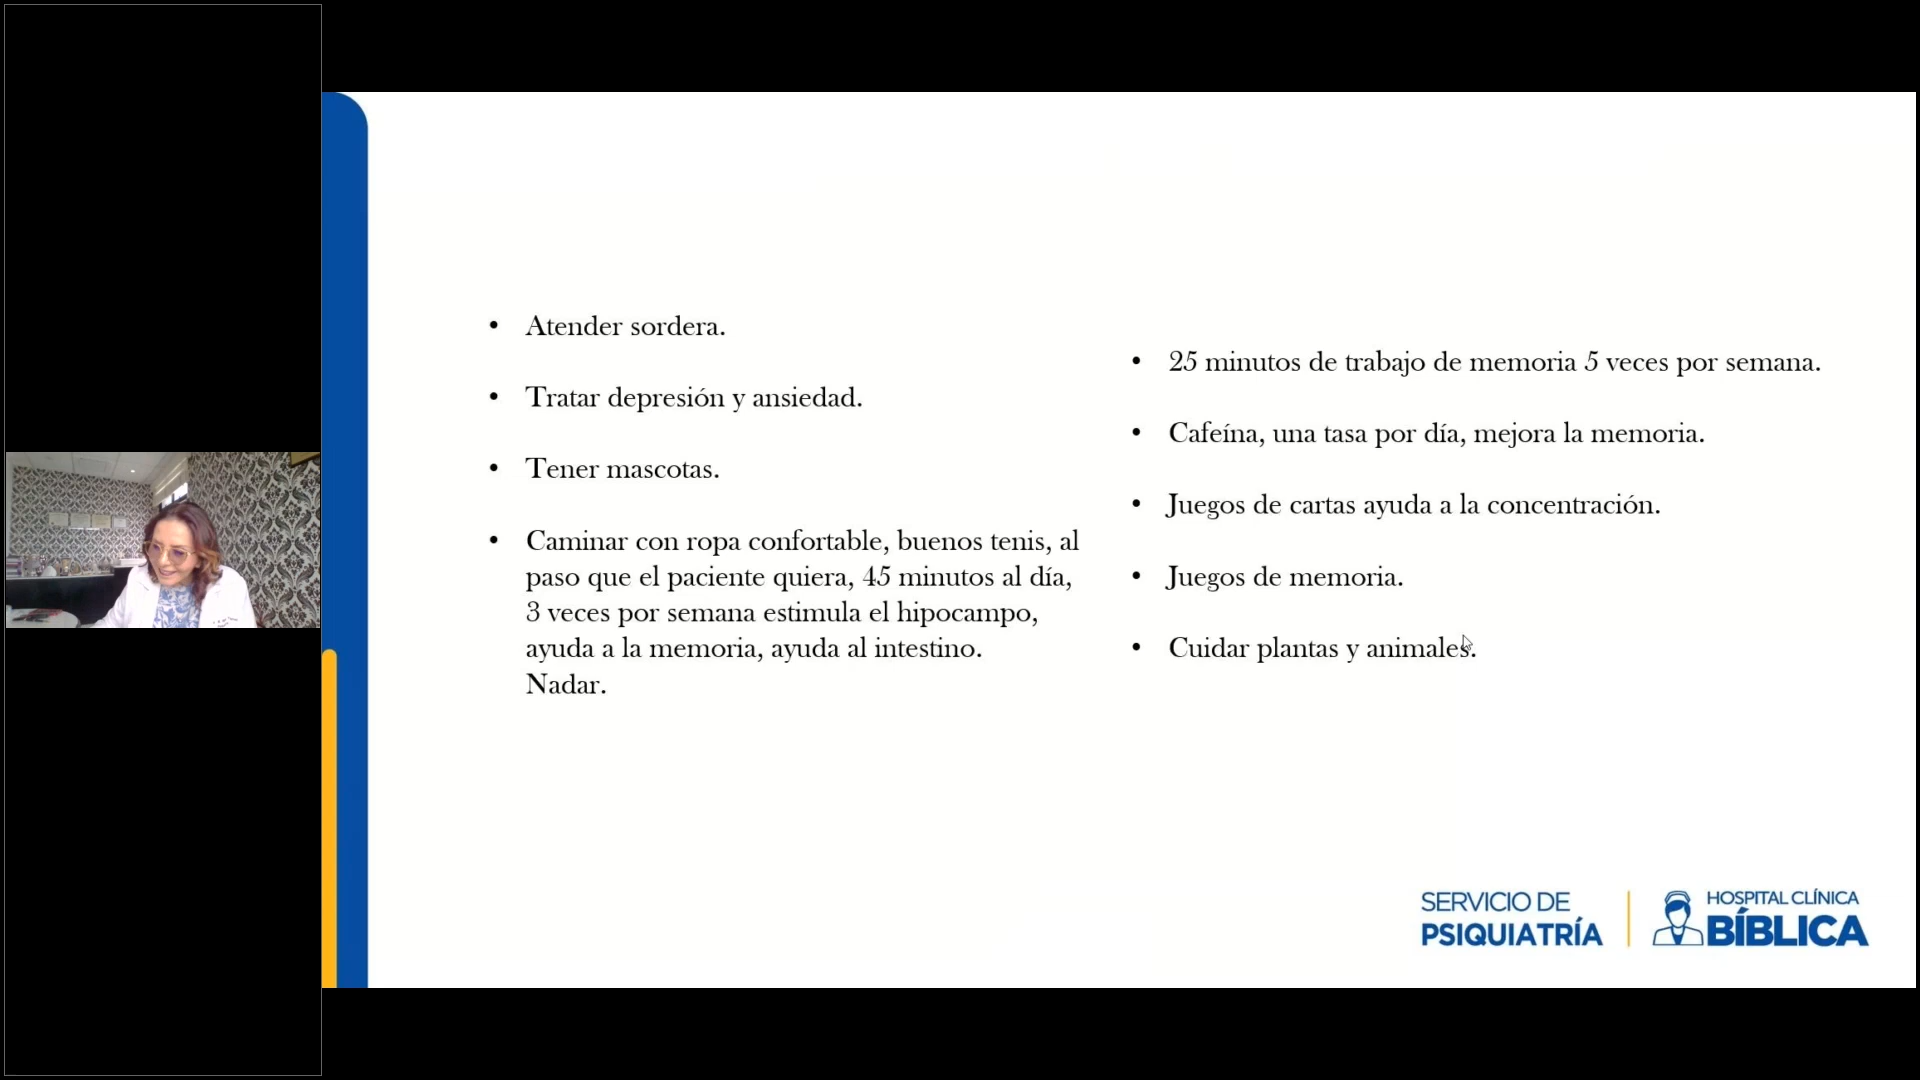 Atender sordera.
Tratar depresión y ansiedad.
Tener mascotas.
Caminar con ropa confortable, buenos tenis, al
paso que el paciente quiera, 45 minutos al día,
3 veces por semana estimula el hipocampo,
ayuda a la memoria, ayuda al intestino.
Nadar.
25 minutos de trabajo de memoria 5 veces por semana.
Cafeína, una tasa por día, mejora la memoria.
Juegos de cartas ayuda a la concentración.
Juegos de memoria.
Cuidar plantas y animales.
SERVICIO DE
PSIQUIATRÍA
HOSPITAL CLÍNICA
BÍBLICA